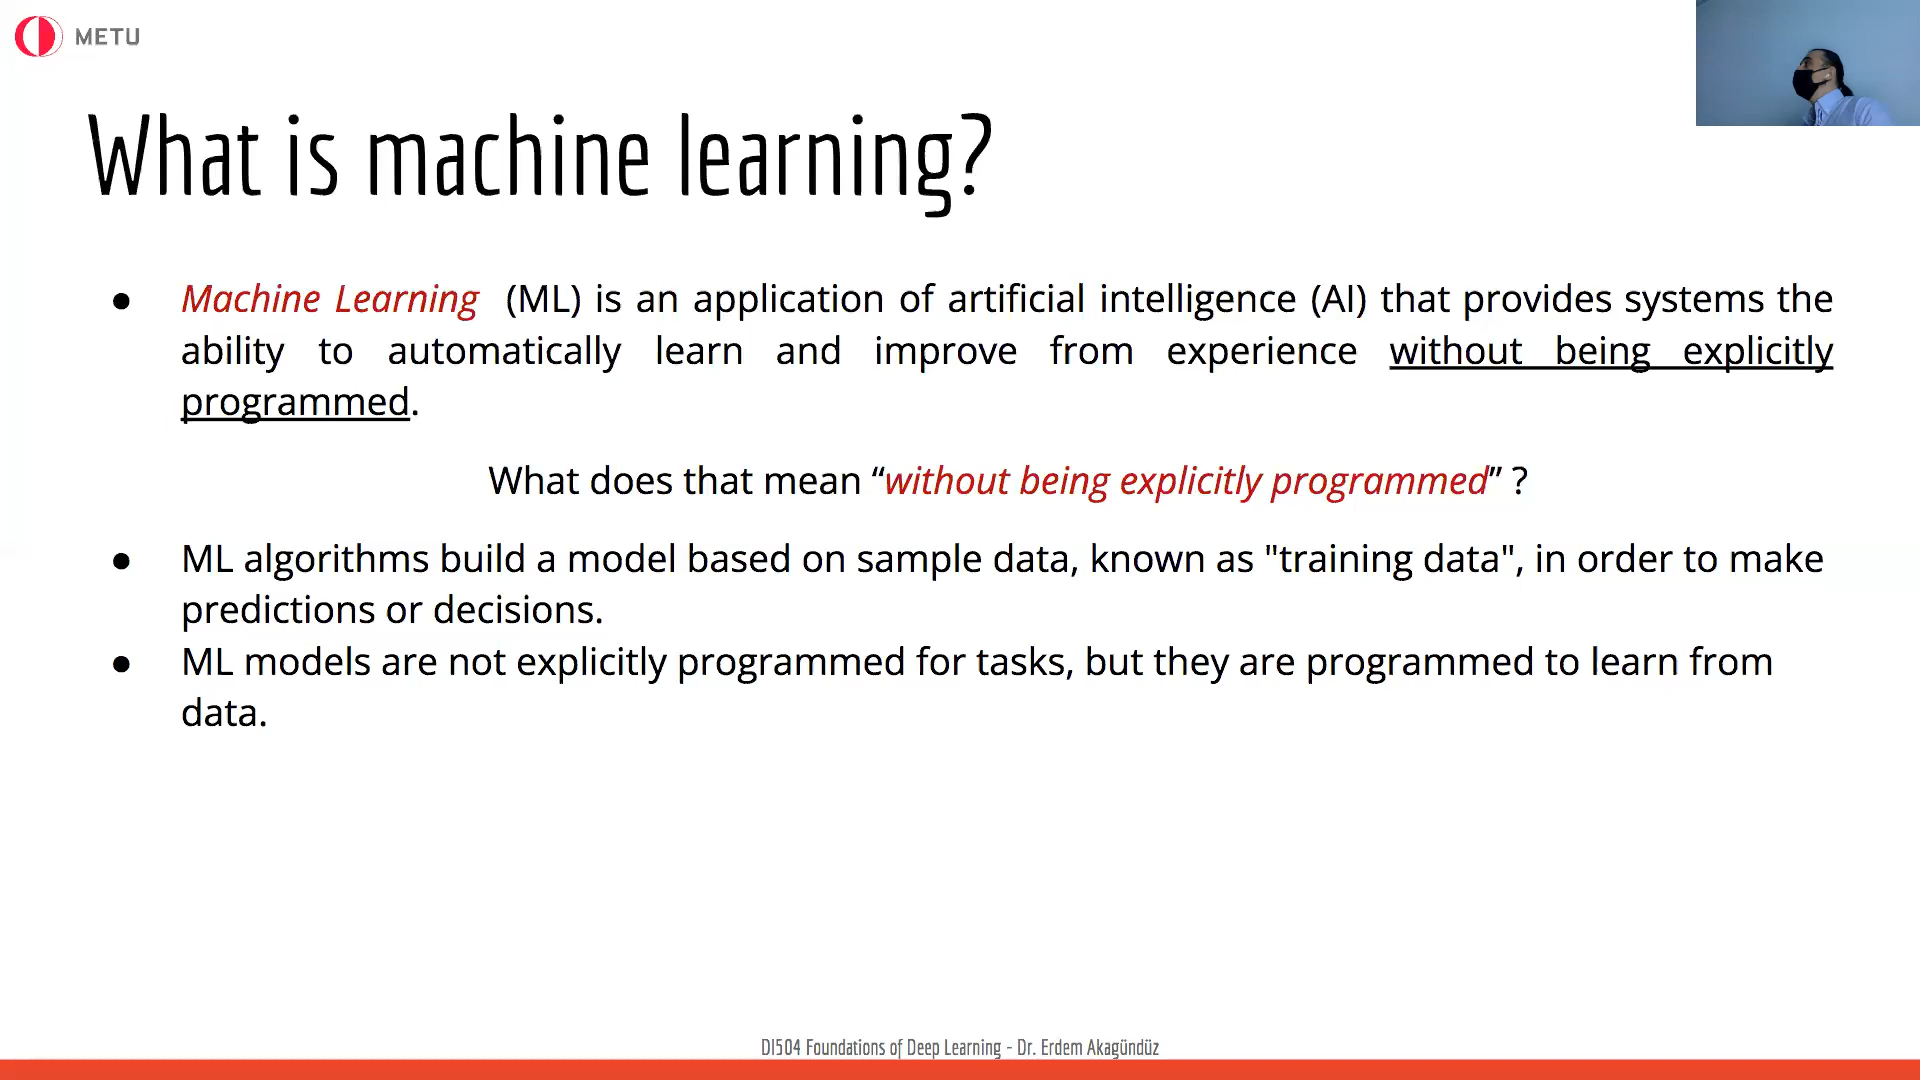 METU
What is machine learning?
● Machine Learning (ML) is an application of artificial intelligence (AI) that provides systems the
ability to automatically learn and improve from experience without being explicitly
programmed.
What does that mean “without being explicitly programmed” ?
● ML algorithms build a model based on sample data, known as "training data", in order to make
predictions or decisions.
● ML models are not explicitly programmed for tasks, but they are programmed to learn from
data.
DI504 Foundations of Deep Learning - Dr. Erdem Akagündüz